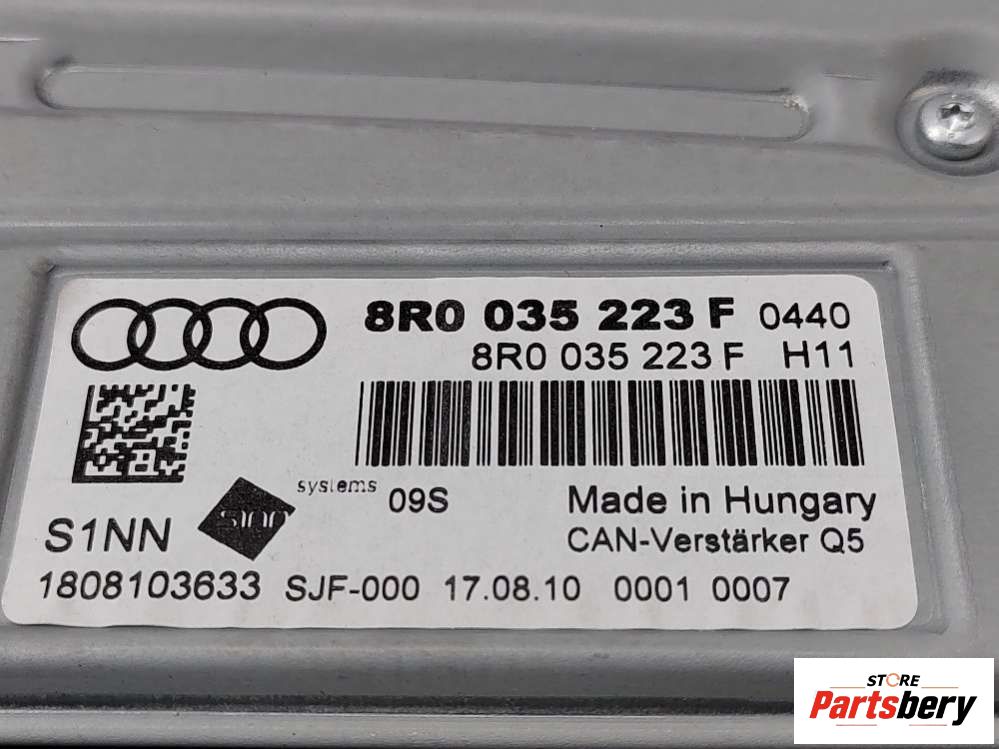 8R0 035 223 F 0440
8R0 035 223 F H11
systems 09S Made in Hungary
S1NN s1nn CAN-Verstärker Q5
1808103633 SJF-000 17.08.10 0001 0007
STORE
Partsbery